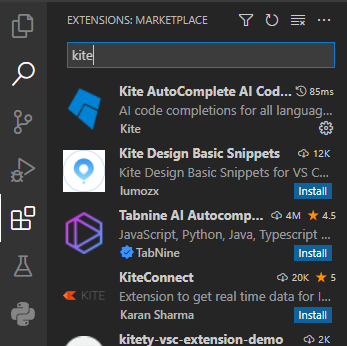 EXTENSIONS: MARKETPLACE
kite
Kite AutoComplete AI Cod... 85ms
AI code completions for all languag...
Kite
Kite Design Basic Snippets 12K
Kite Design Basic Snippets for VS C...
lumozx Install
Tabnine AI Autocomp... 4M 4.5
JavaScript, Python, Java, Typescript ...
TabNine Install
KITE KiteConnect 20K 5
Extension to get real time data for I...
Karan Sharma Install
kitety-vsc-extension-demo 2K